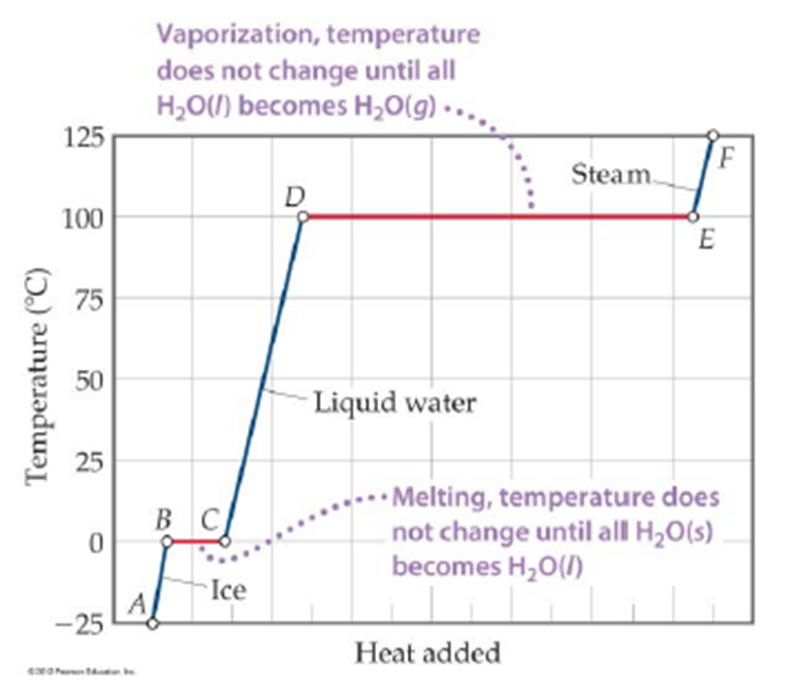 Vaporization, temperature
does not change until all
H₂O(l) becomes H₂O(g)
125
F
Steam
D
100
E
75
Temperature (°C)
50
Liquid water
25
Melting, temperature does
not change until all H₂O(s)
becomes H₂O(l)
B C
0
Ice
A
−25
Heat added